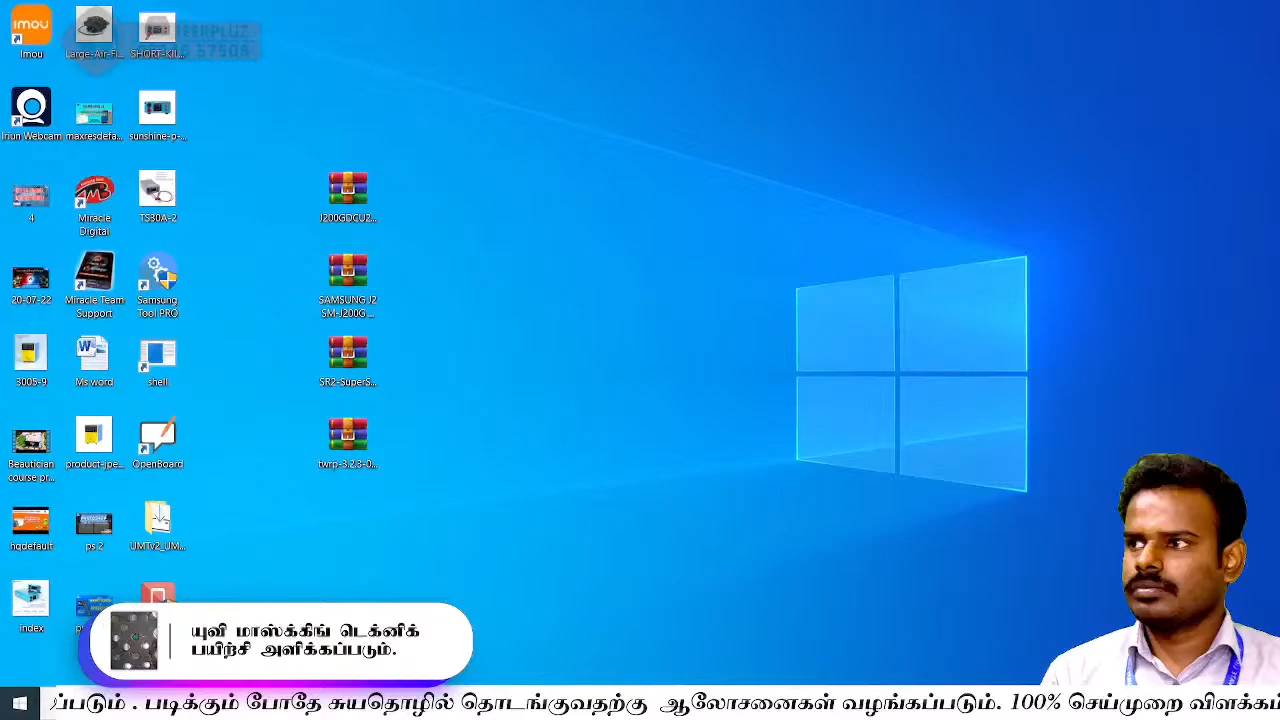 imou
Imou
Large-Air-Fl...
SHORT-KIL...
Iriun Webcam
maxresdefa...
sunshine-p-...
4
Miracle
Digital
TS30A-2
20-07-22
Miracle Team
Support
Samsung
Tool PRO
3005-9
Ms word
shell
Beautician
course pr...
product-jpe...
OpenBoard
hqdefault
ps 2
UMTv2_UM...
index
J200GDCU2...
SAMSUNG J2
SM-J200G ...
SR2-SuperS...
twrp-3.2.3-0...
யுவி மாஸ்க்கிங் டெக்னிக்
பயிற்சி அளிக்கப்படும்.
படும் . படிக்கும் போதே சுயதொழில் தொடங்குவதற்கு ஆலோசனைகள் வழங்கப்படும். 100% செய்முறை விளக்கம்